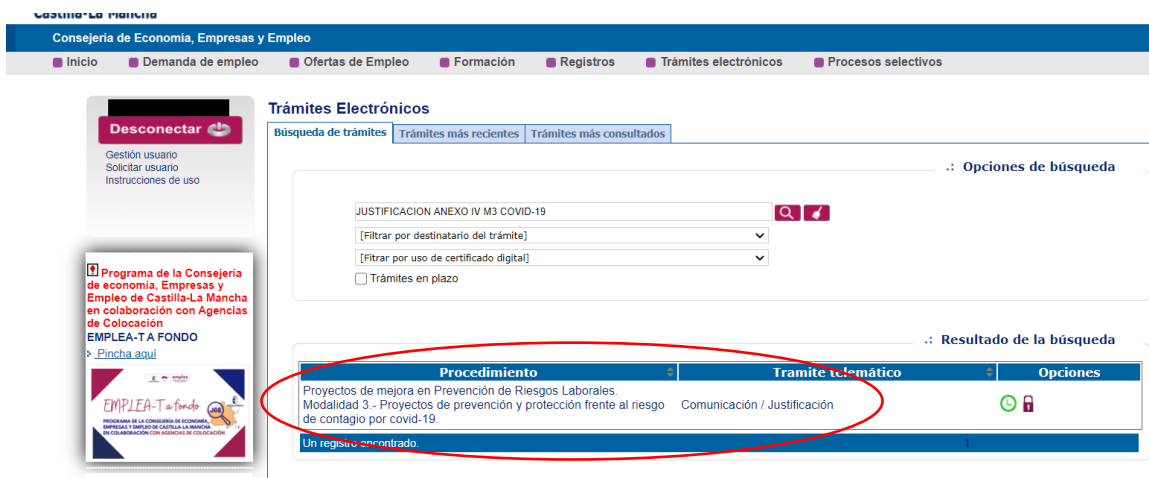 Castilla-La Mancha
Consejería de Economía, Empresas y Empleo
Inicio Demanda de empleo Ofertas de Empleo Formación Registros Trámites electrónicos Procesos selectivos
Desconectar
Gestión usuario
Solicitar usuario
Instrucciones de uso
Programa de la Consejería
de economía, Empresas y
Empleo de Castilla-La Mancha
en colaboración con Agencias
de Colocación
EMPLEA-T A FONDO
Pincha aquí
EMPLEA-T a fondo
JOB
PROGRAMA DE LA CONSEJERÍA DE ECONOMÍA,
EMPRESAS Y EMPLEO DE CASTILLA-LA MANCHA
EN COLABORACIÓN CON AGENCIAS DE COLOCACIÓN
Trámites Electrónicos
Búsqueda de trámites Trámites más recientes Trámites más consultados
.: Opciones de búsqueda
JUSTIFICACION ANEXO IV M3 COVID-19
[Filtrar por destinatario del trámite]
[Fitrar por uso de certificado digital]
Trámites en plazo
.: Resultado de la búsqueda
Procedimiento Tramite telemático Opciones
Proyectos de mejora en Prevención de Riesgos Laborales.
Modalidad 3.- Proyectos de prevención y protección frente al riesgo Comunicación / Justificación
de contagio por covid-19.
Un registro encontrado. 1